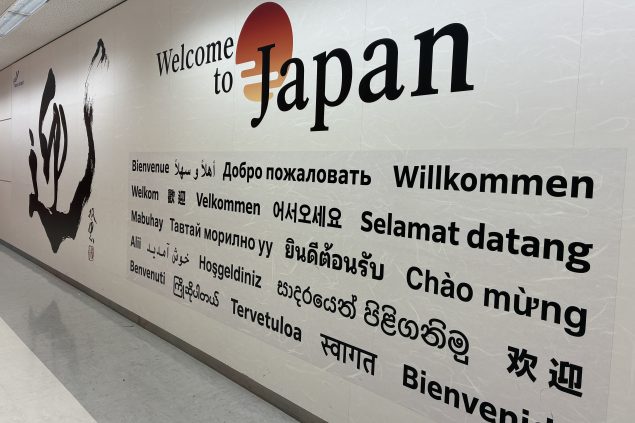 Welcome
to
Japan
Bienvenue أهلاً و سهلاً Добро пожаловать Willkommen
Welkom 歡迎 Velkommen 어서오세요 Selamat datang
Mabuhay Тавтай морилно уу ยินดีต้อนรับ Chào mừng
Alii خوش آمدید Hoşgeldiniz සාදරයෙන් පිළිගනිමු 欢迎
Benvenuti ကြိုဆိုပါတယ် Tervetuloa स्वागत